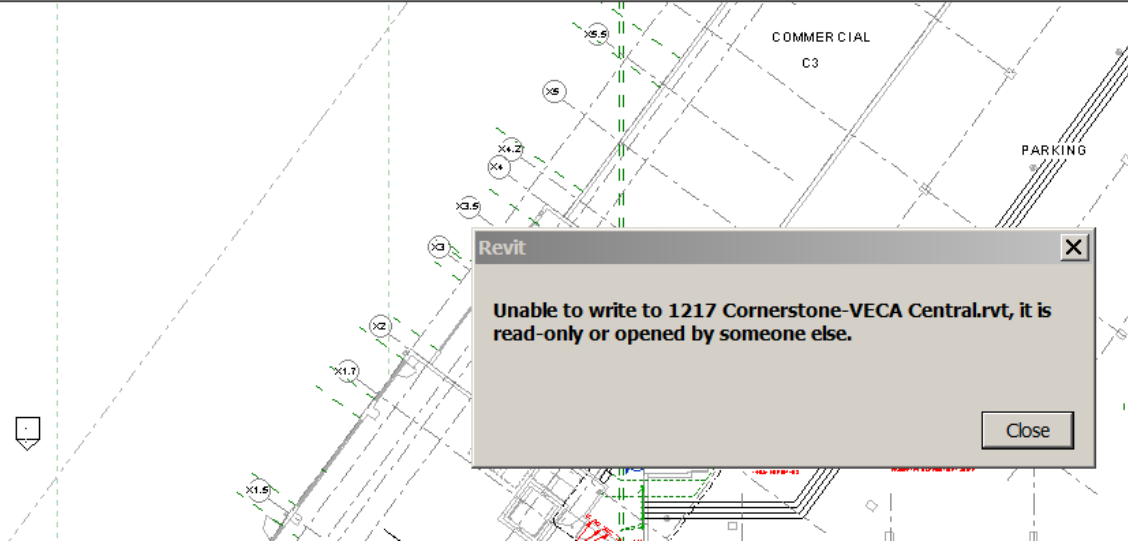 X5.5
COMMERCIAL
C3
X5
X4.2
X4
PARKING
X3.5
X3
Revit
Unable to write to 1217 Cornerstone-VECA Central.rvt, it is
read-only or opened by someone else.
X2
X1.7
Close
X1.5